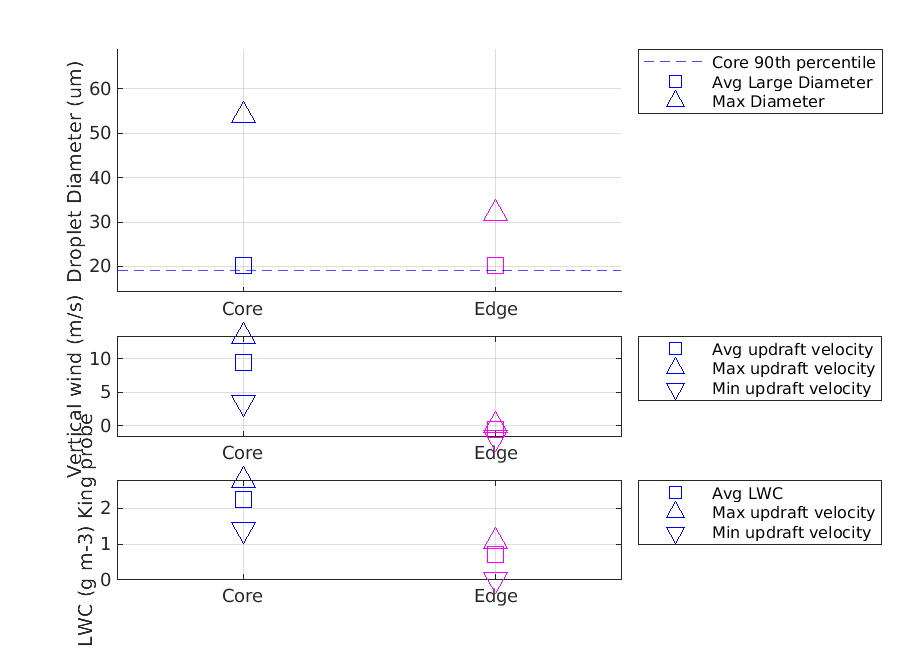 Droplet Diameter (um)
60
50
40
30
20
Core
Edge
Core 90th percentile
Avg Large Diameter
Max Diameter
Vertical wind (m/s)
10
5
0
Core
Edge
Avg updraft velocity
Max updraft velocity
Min updraft velocity
LWC (g m-3) King probe
2
1
0
Core
Edge
Avg LWC
Max updraft velocity
Min updraft velocity